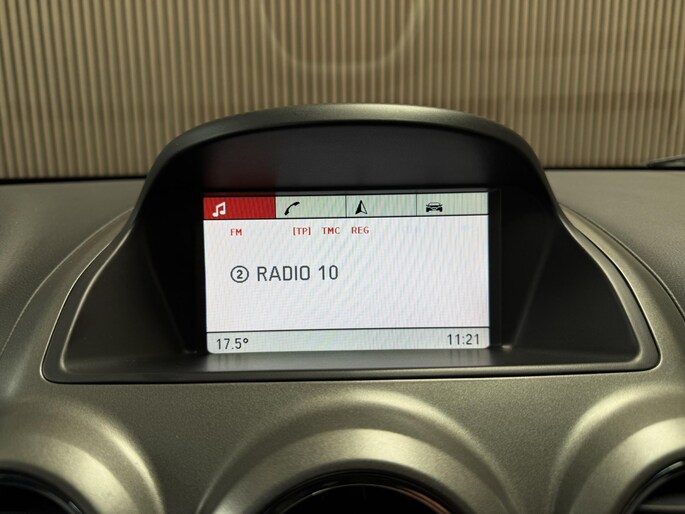 FM [TP] TMC REG
② RADIO 10
17.5° 11:21